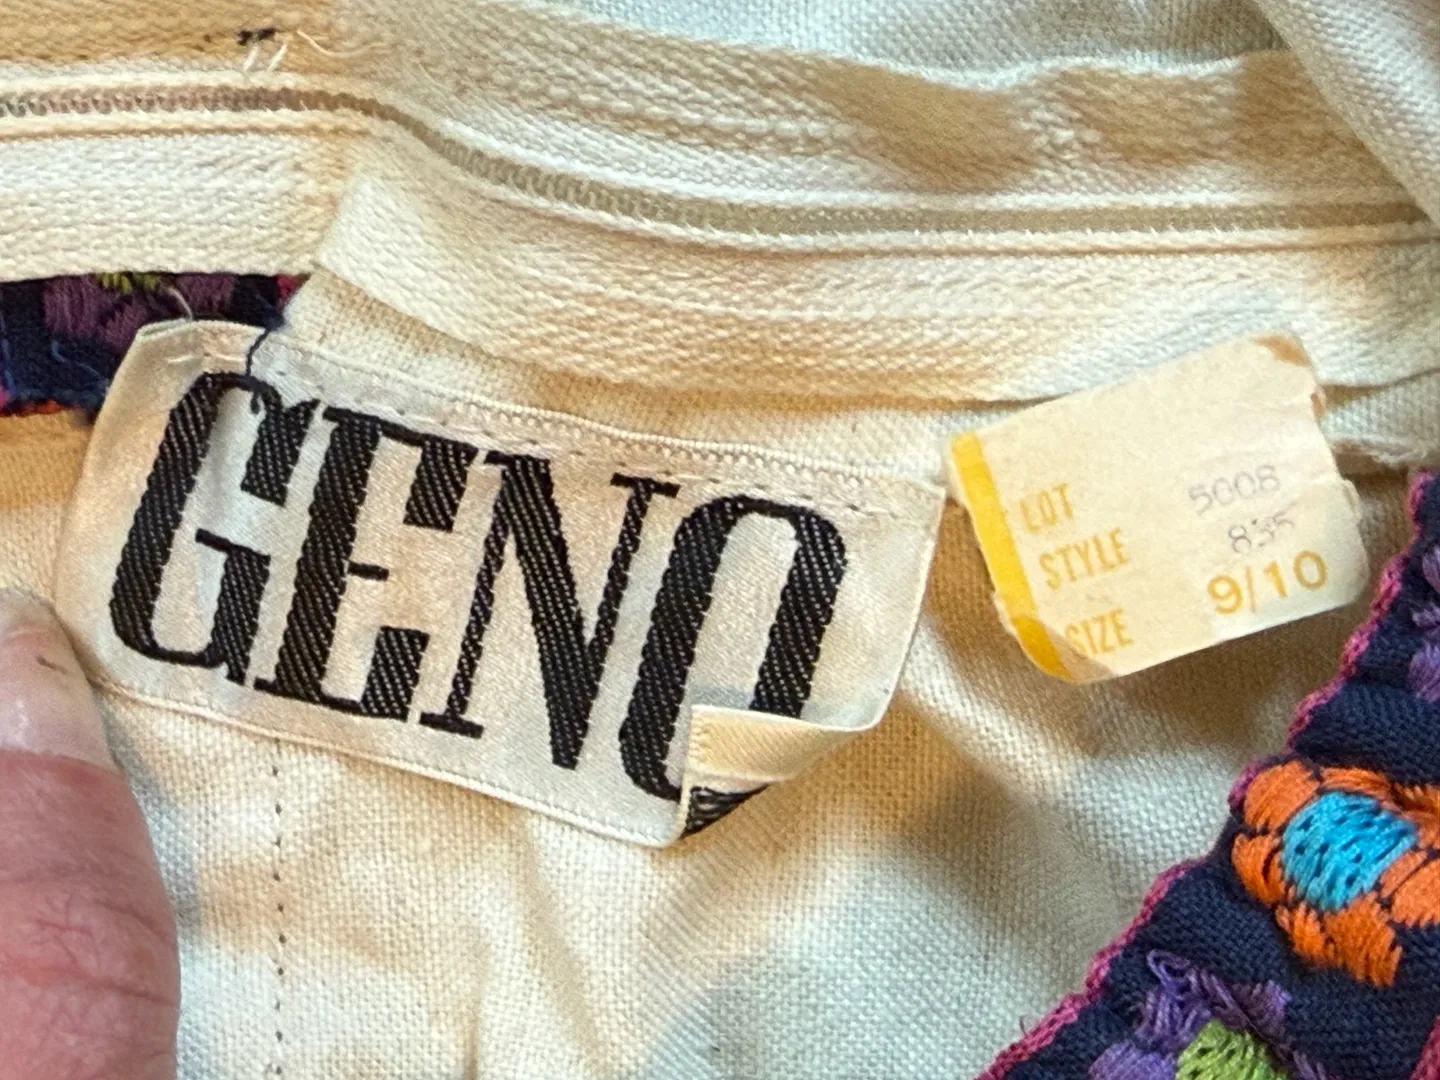 GENO
LOT 5008
STYLE 835
SIZE 9/10